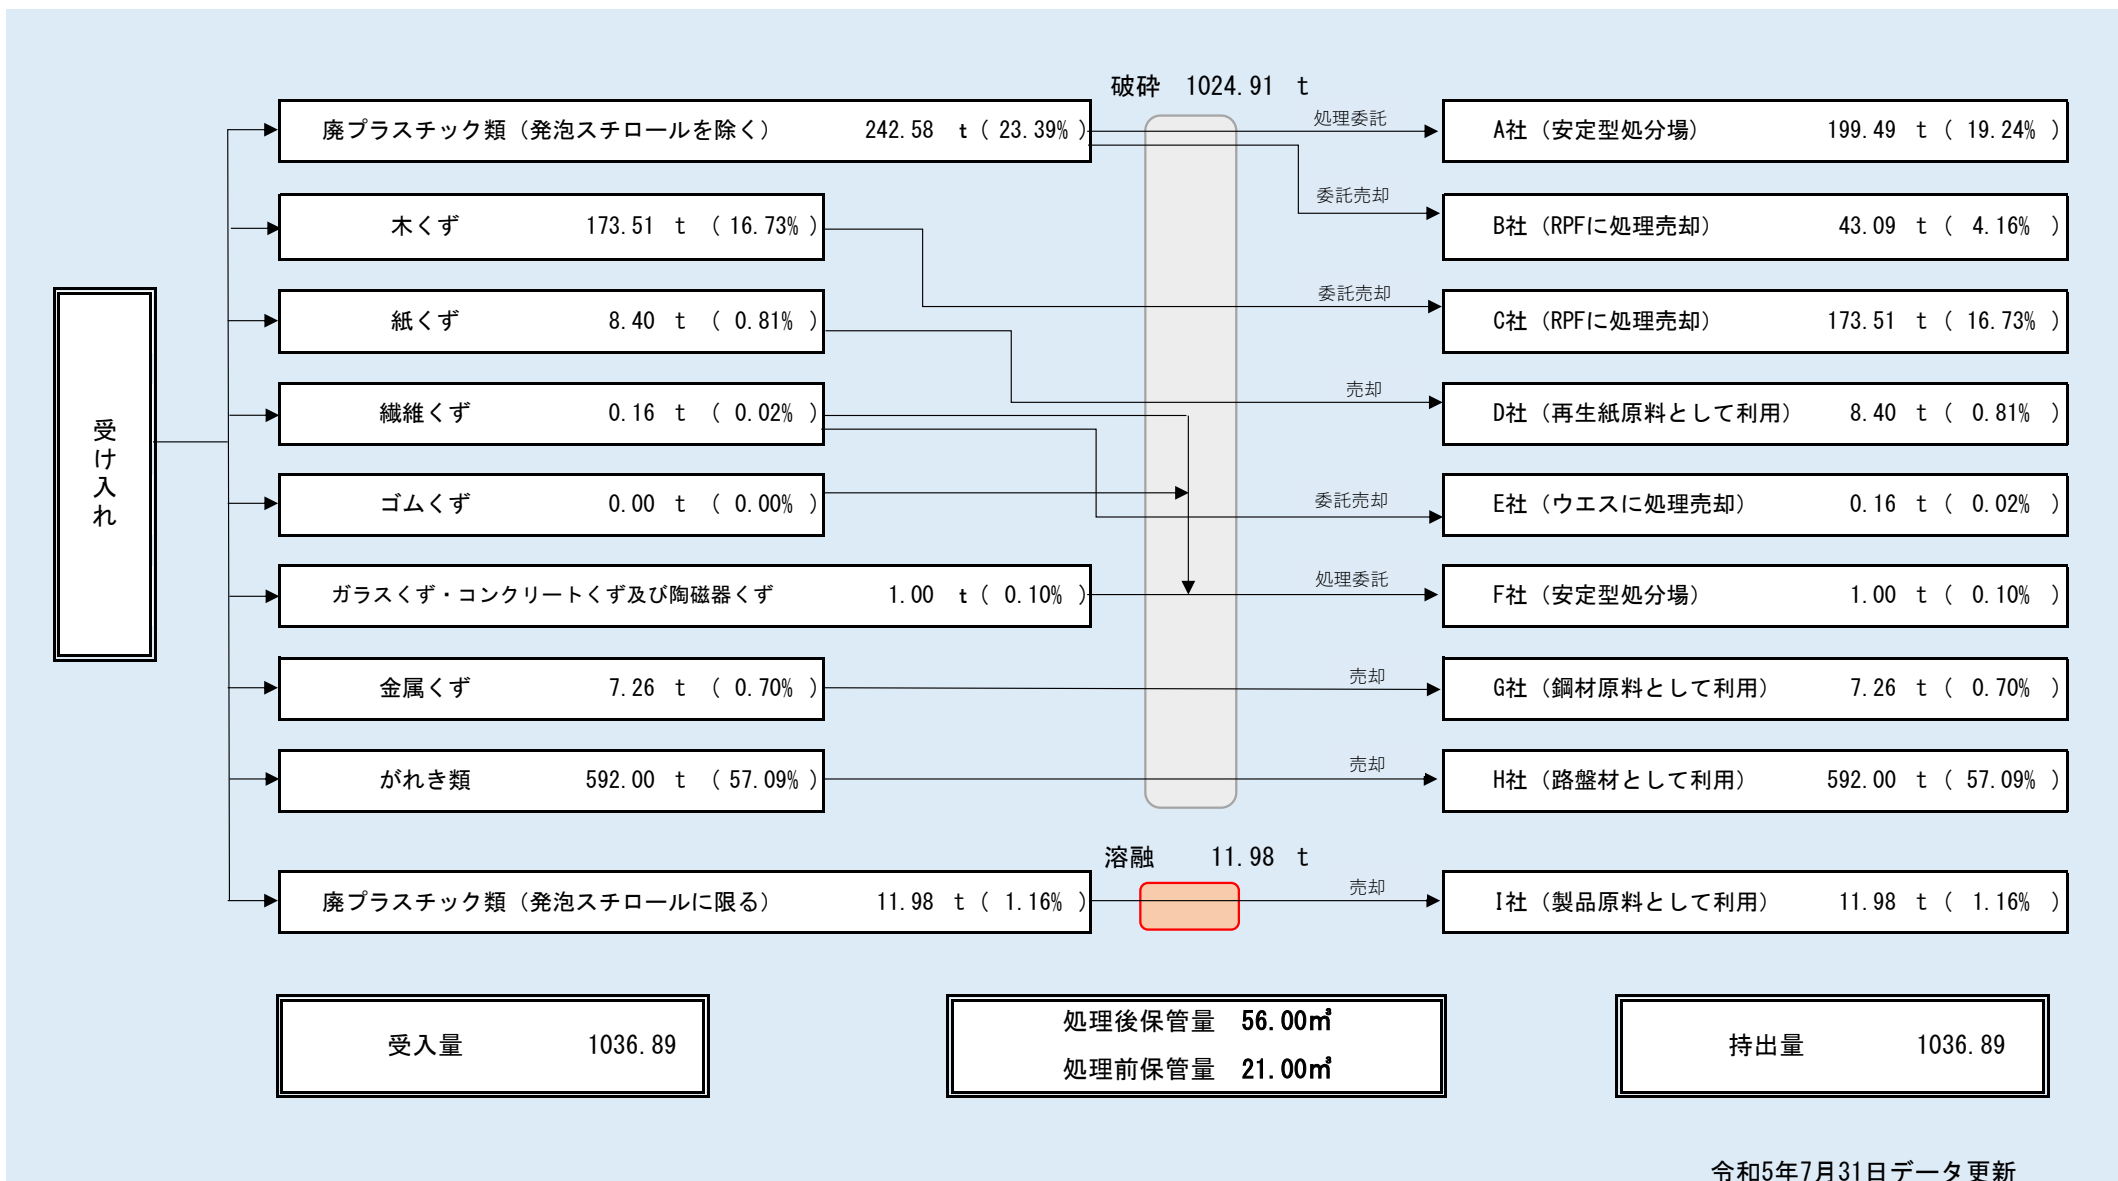 破砕 1024.91 t
廃プラスチック類（発泡スチロールを除く） 242.58 t ( 23.39% )
処理委託
A社（安定型処分場） 199.49 t ( 19.24% )
木くず 173.51 t ( 16.73% )
委託売却
B社（RPFに処理売却） 43.09 t ( 4.16% )
紙くず 8.40 t ( 0.81% )
委託売却
C社（RPFに処理売却） 173.51 t ( 16.73% )
繊維くず 0.16 t ( 0.02% )
売却
D社（再生紙原料として利用） 8.40 t ( 0.81% )
受け入れ
ゴムくず 0.00 t ( 0.00% )
委託売却
E社（ウエスに処理売却） 0.16 t ( 0.02% )
ガラスくず・コンクリートくず及び陶磁器くず 1.00 t ( 0.10% )
処理委託
F社（安定型処分場） 1.00 t ( 0.10% )
金属くず 7.26 t ( 0.70% )
売却
G社（鋼材原料として利用） 7.26 t ( 0.70% )
がれき類 592.00 t ( 57.09% )
売却
H社（路盤材として利用） 592.00 t ( 57.09% )
溶融 11.98 t
廃プラスチック類（発泡スチロールに限る） 11.98 t ( 1.16% )
売却
I社（製品原料として利用） 11.98 t ( 1.16% )
受入量 1036.89
処理後保管量 56.00㎥
処理前保管量 21.00㎥
持出量 1036.89
令和5年7月31日データ更新